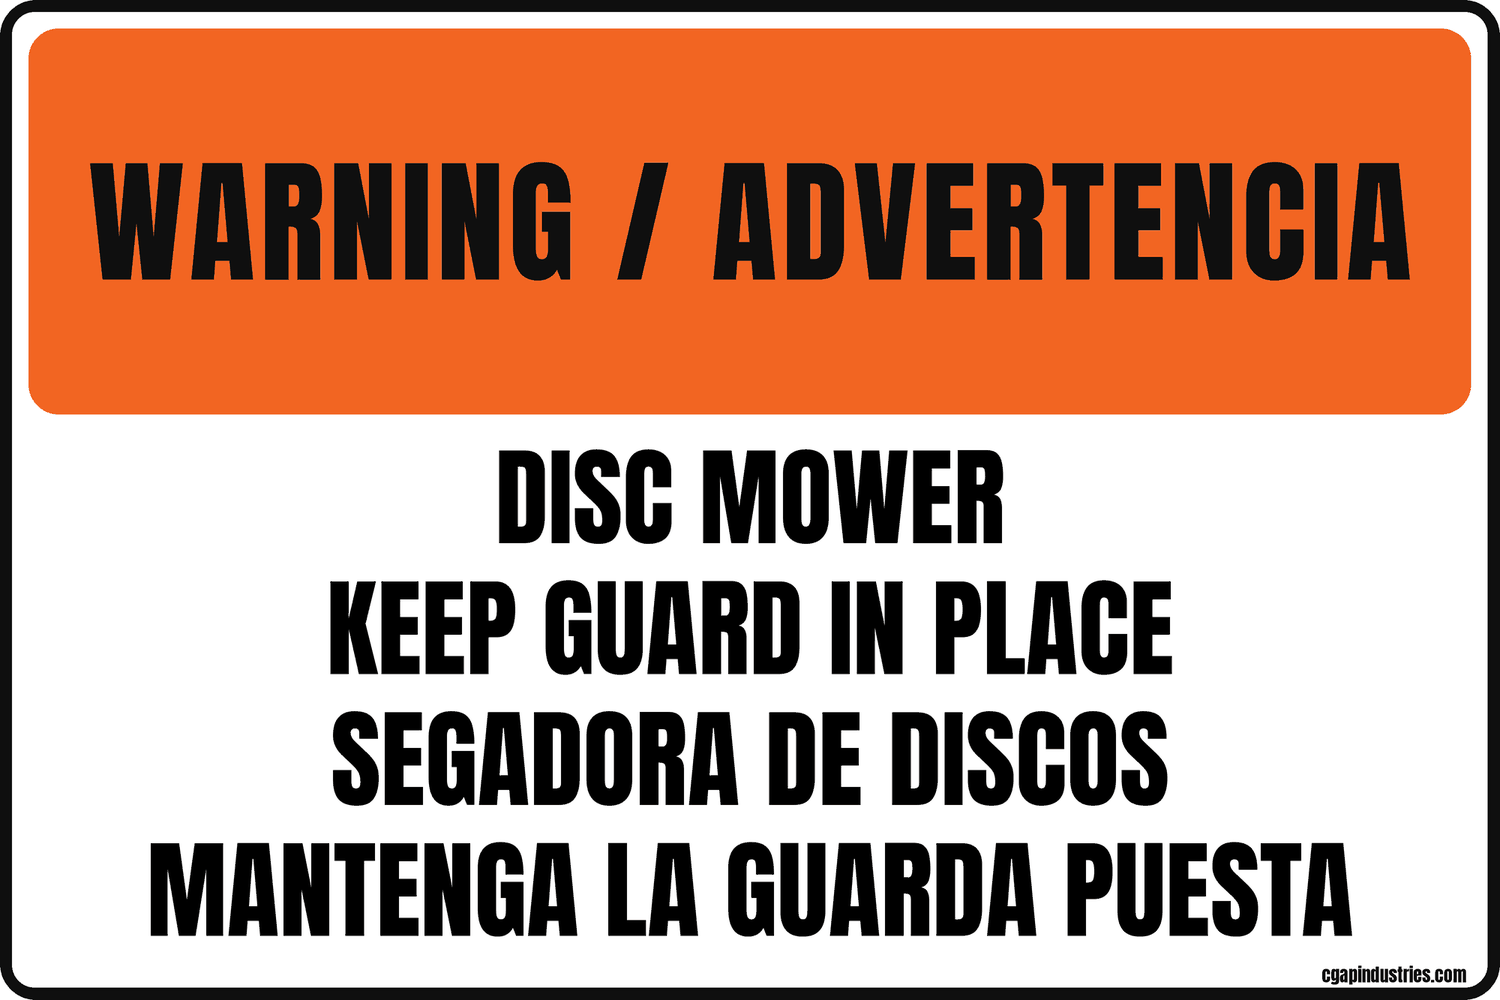 WARNING / ADVERTENCIA
DISC MOWER
KEEP GUARD IN PLACE
SEGADORA DE DISCOS
MANTENGA LA GUARDA PUESTA
cgapindustries.com